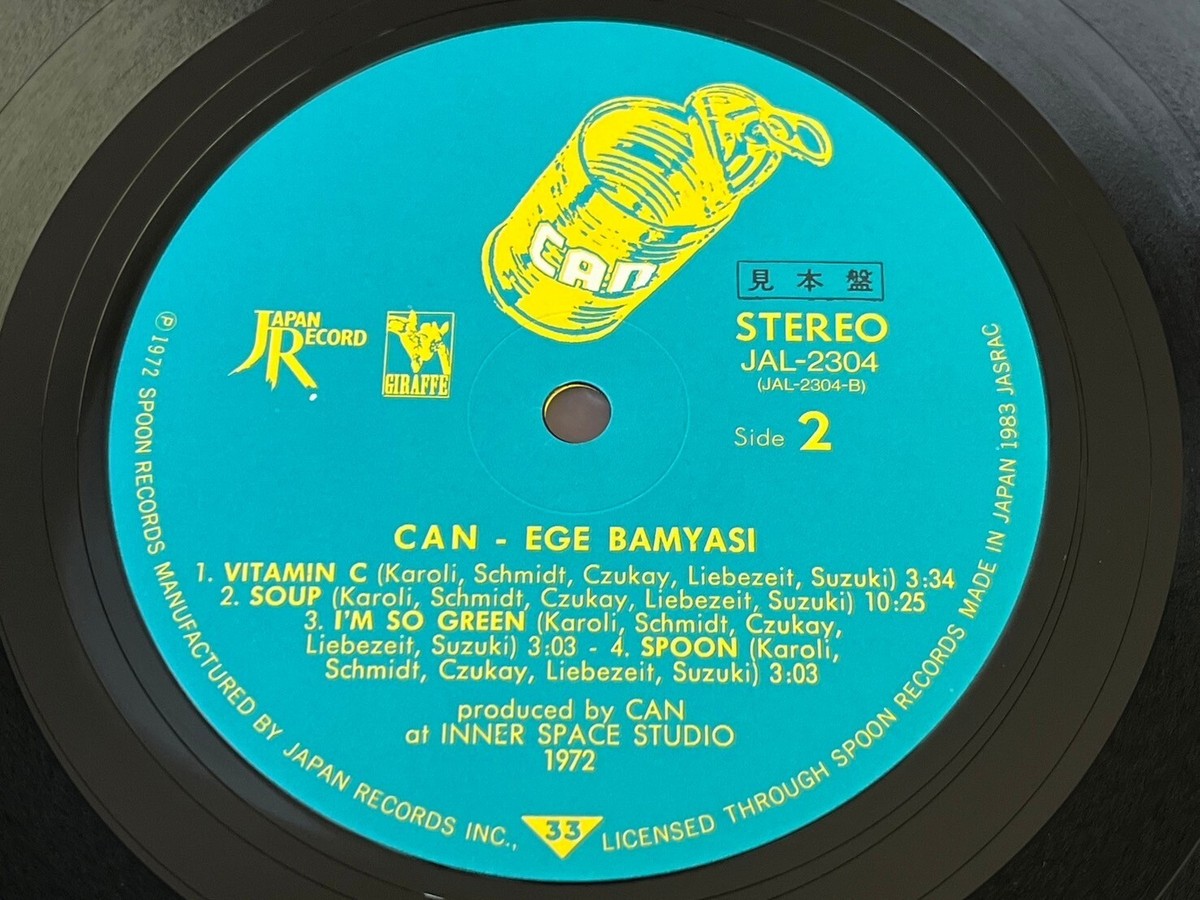 CAN
見本盤
JAPAN RECORD
GIRAFFE
STEREO
JAL-2304
(JAL-2304-B)
Side 2
CAN - EGE BAMYASI
1. VITAMIN C (Karoli, Schmidt, Czukay, Liebezeit, Suzuki) 3:34
2. SOUP (Karoli, Schmidt, Czukay, Liebezeit, Suzuki) 10:25
3. I'M SO GREEN (Karoli, Schmidt, Czukay,
Liebezeit, Suzuki) 3:03 - 4. SPOON (Karoli,
Schmidt, Czukay, Liebezeit, Suzuki) 3:03
produced by CAN
at INNER SPACE STUDIO
1972
33
Ⓟ1972 SPOON RECORDS MANUFACTURED BY JAPAN RECORDS INC., LICENSED THROUGH SPOON RECORDS MADE IN JAPAN 1983 JASRAC